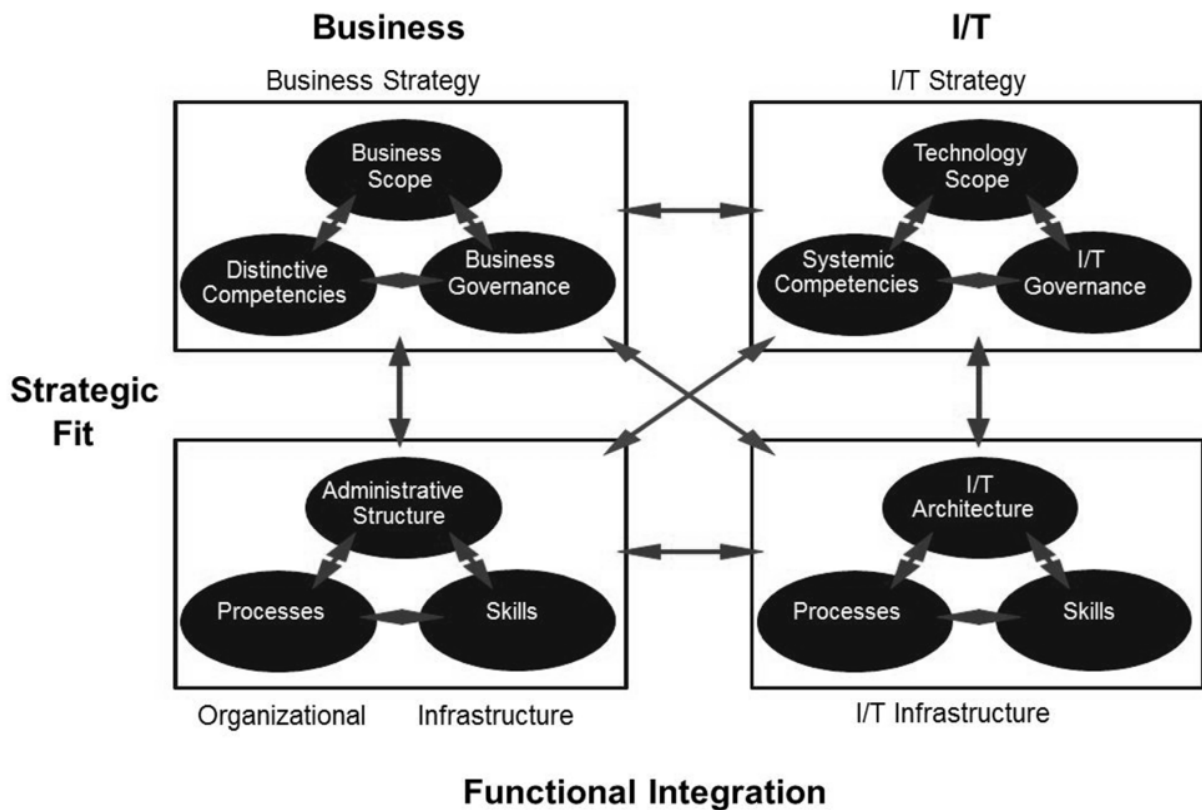 Business
I/T
Business Strategy
I/T Strategy
Business
Scope
Distinctive
Competencies
Business
Governance
Technology
Scope
Systemic
Competencies
I/T
Governance
Strategic
Fit
Administrative
Structure
Processes
Skills
I/T
Architecture
Processes
Skills
Organizational Infrastructure
I/T Infrastructure
Functional Integration